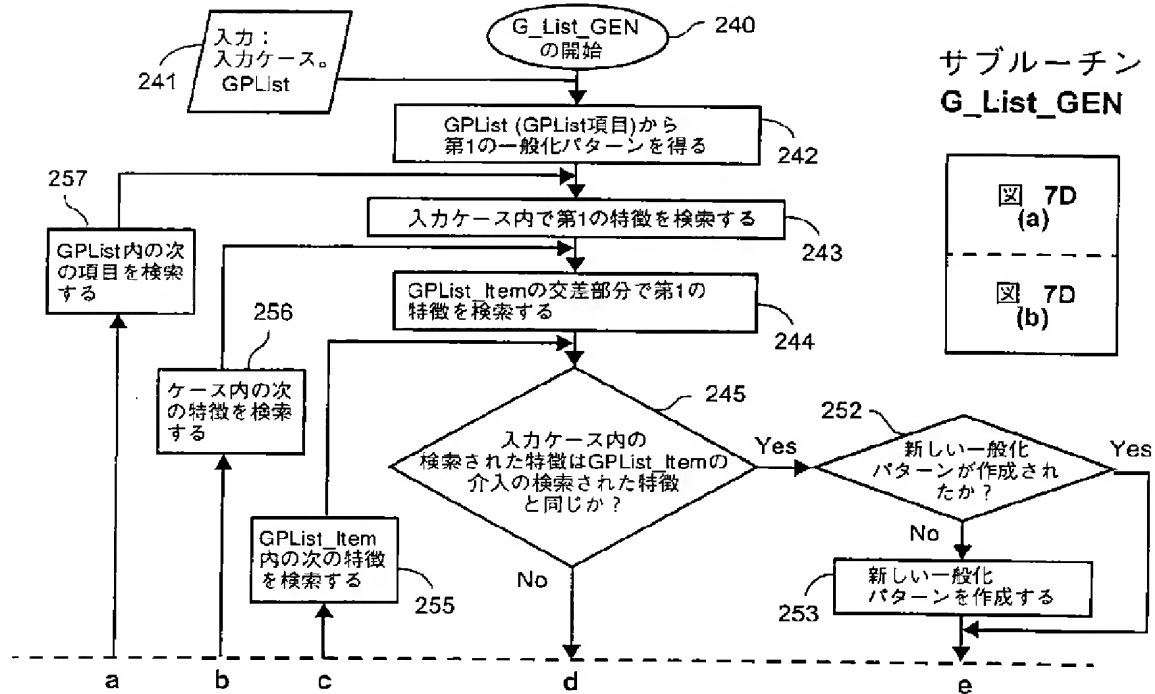 G_List_GEN
の開始
240
入力：
入力ケース。
GPList
241
サブルーチン
G_List_GEN
GPList (GPList項目)から
第1の一般化パターンを得る
242
図 7D
(a)
図 7D
(b)
257
GPList内の次
の項目を検索
する
入力ケース内で第1の特徴を検索する
243
GPList_Itemの交差部分で第1の
特徴を検索する
244
256
ケース内の次
の特徴を検索
する
245
入力ケース内の
検索された特徴はGPList_Itemの
介入の検索された特徴
と同じか？
Yes
No
252
新しい一般化
パターンが作成され
たか？
Yes
No
GPList_Item
内の次の特徴
を検索する
255
253
新しい一般化
パターンを作成する
a
b
c
d
e